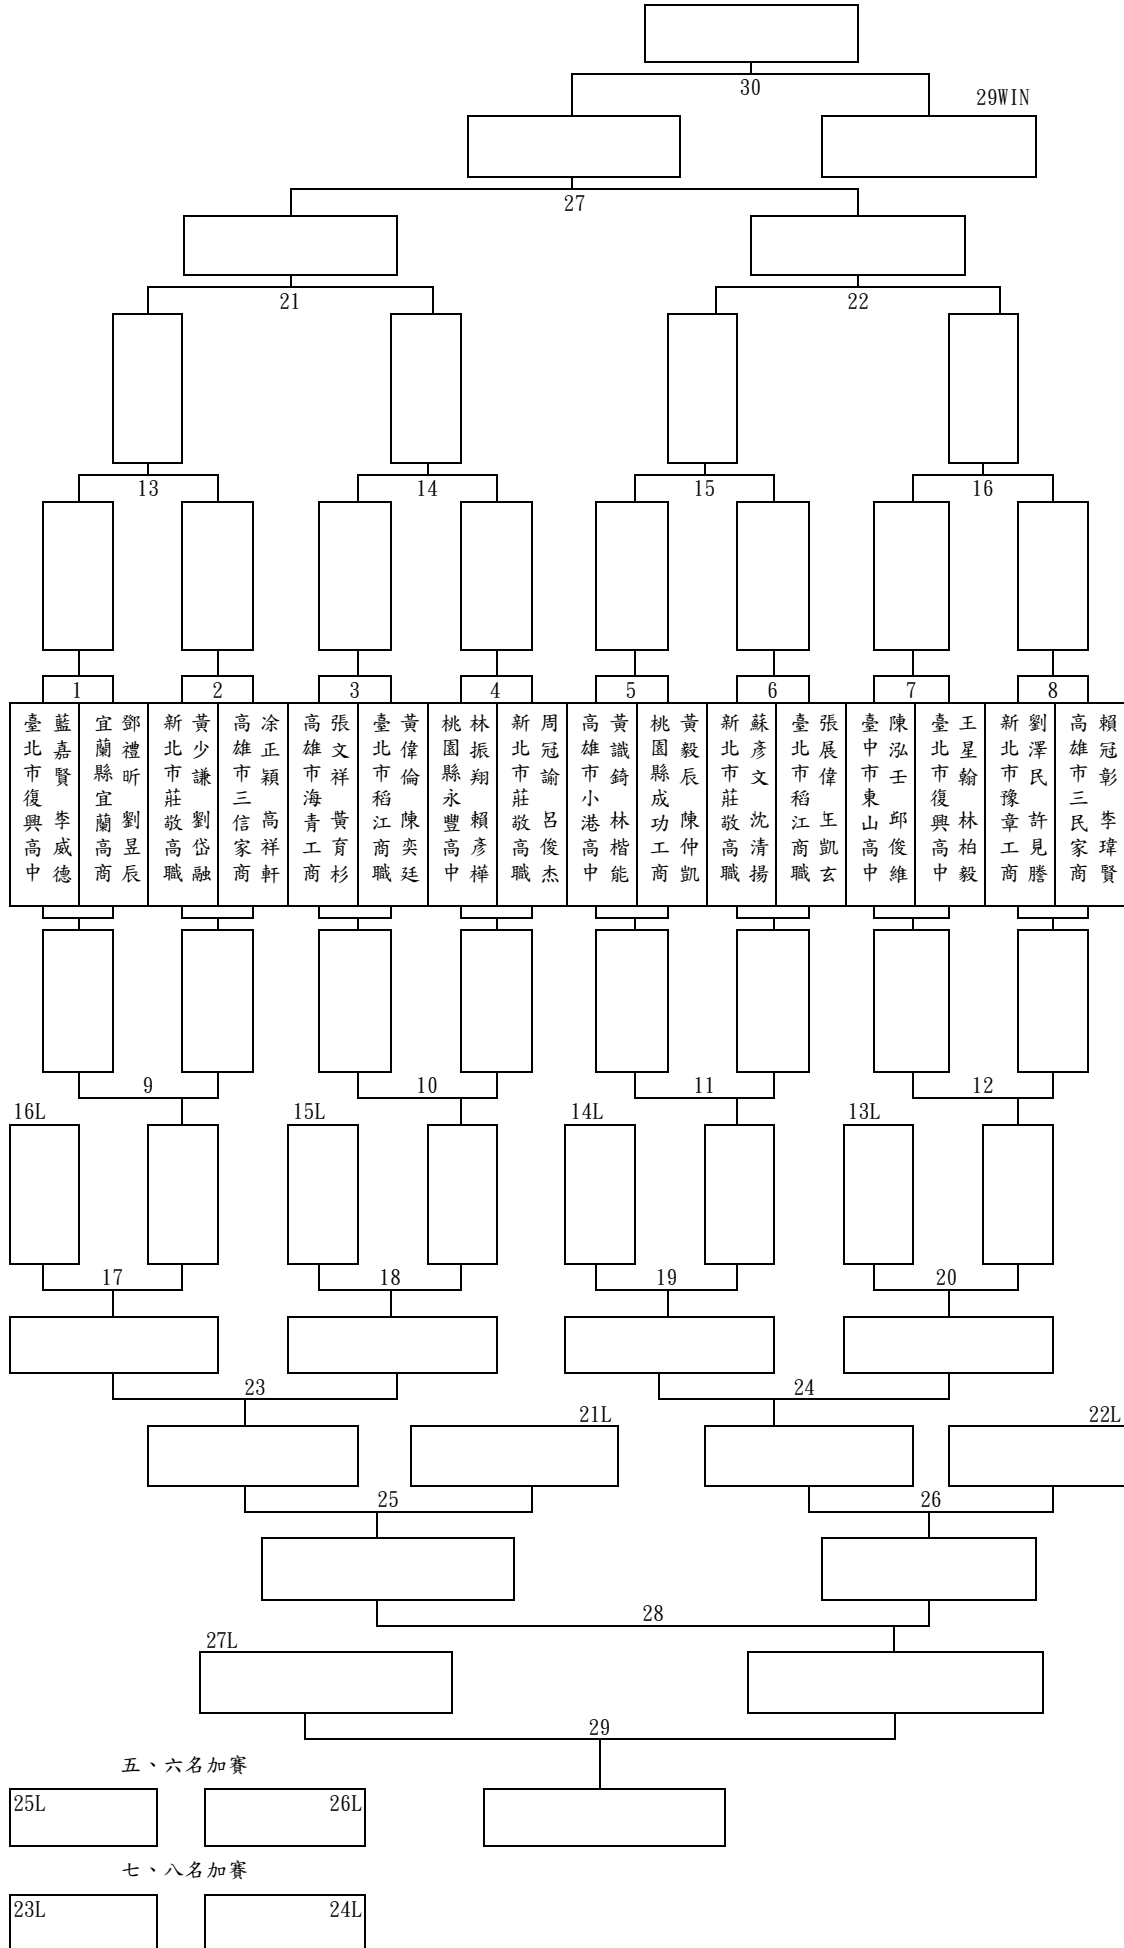 30
29WIN
27
21
22
13
14
15
16
1
2
3
4
5
6
7
8
臺北市復興高中
藍嘉賢 李威德
宜蘭縣宜蘭高商
鄧禮昕 劉昱辰
新北市莊敬高職
黃少謙 劉岱融
高雄市三信家商
凃正穎 高祥軒
高雄市海青工商
張文祥 黃育杉
臺北市稻江商職
黃偉倫 陳奕廷
桃園縣永豐高中
林振翔 賴彥樺
新北市莊敬高職
周冠諭 呂俊杰
高雄市小港高中
黃識錡 林楷能
桃園縣成功工商
黃毅辰 陳仲凱
新北市莊敬高職
蘇彥文 沈清揚
臺北市稻江商職
張展偉 王凱玄
臺中市東山高中
陳泓壬 邱俊維
臺北市復興高中
王星翰 林柏毅
新北市豫章工商
劉澤民 許見謄
高雄市三民家商
賴冠彰 李瑋賢
9
10
11
12
16L
15L
14L
13L
17
18
19
20
23
24
21L
22L
25
26
28
27L
29
五、六名加賽
25L
26L
七、八名加賽
23L
24L